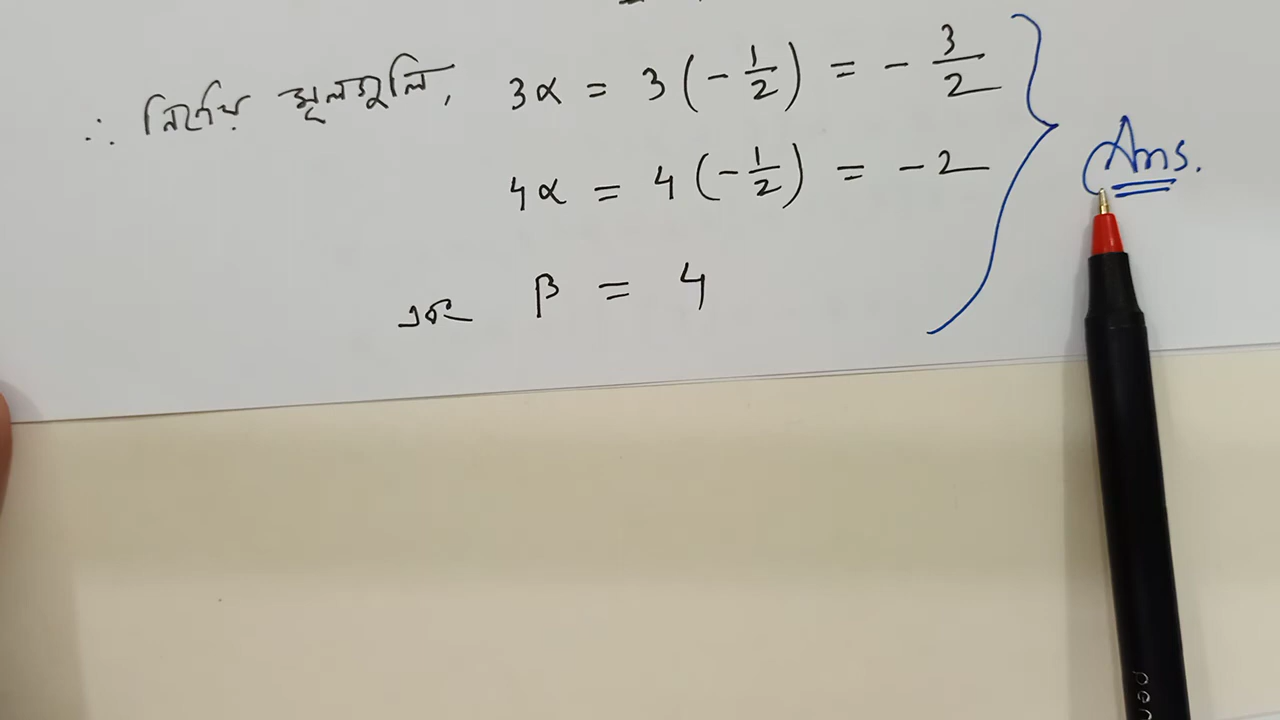 ∴ নির্ণেয় মূলগুলি, 3α = 3(-1/2) = -3/2
4α = 4(-1/2) = -2
এবং β = 4
Ans.